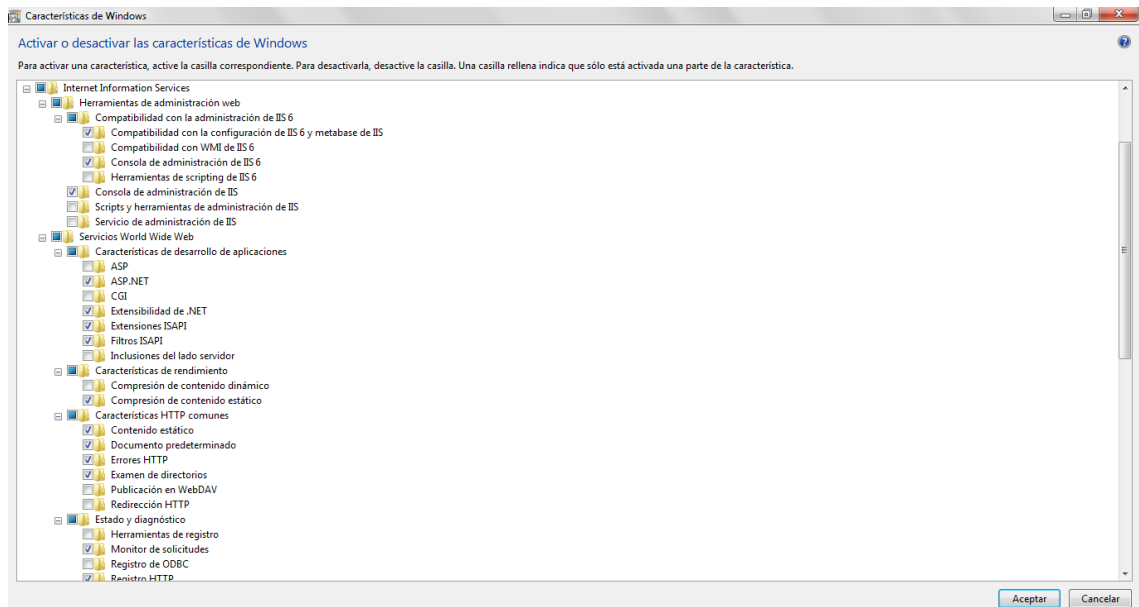 Características de Windows
Activar o desactivar las características de Windows
Para activar una característica, active la casilla correspondiente. Para desactivarla, desactive la casilla. Una casilla rellena indica que sólo está activada una parte de la característica.
Internet Information Services
Herramientas de administración web
Compatibilidad con la administración de IIS 6
Compatibilidad con la configuración de IIS 6 y metabase de IIS
Compatibilidad con WMI de IIS 6
Consola de administración de IIS 6
Herramientas de scripting de IIS 6
Consola de administración de IIS
Scripts y herramientas de administración de IIS
Servicio de administración de IIS
Servicios World Wide Web
Características de desarrollo de aplicaciones
ASP
ASP.NET
CGI
Extensibilidad de .NET
Extensiones ISAPI
Filtros ISAPI
Inclusiones del lado servidor
Características de rendimiento
Compresión de contenido dinámico
Compresión de contenido estático
Características HTTP comunes
Contenido estático
Documento predeterminado
Errores HTTP
Examen de directorios
Publicación en WebDAV
Redirección HTTP
Estado y diagnóstico
Herramientas de registro
Monitor de solicitudes
Registro de ODBC
Registro HTTP
Aceptar
Cancelar